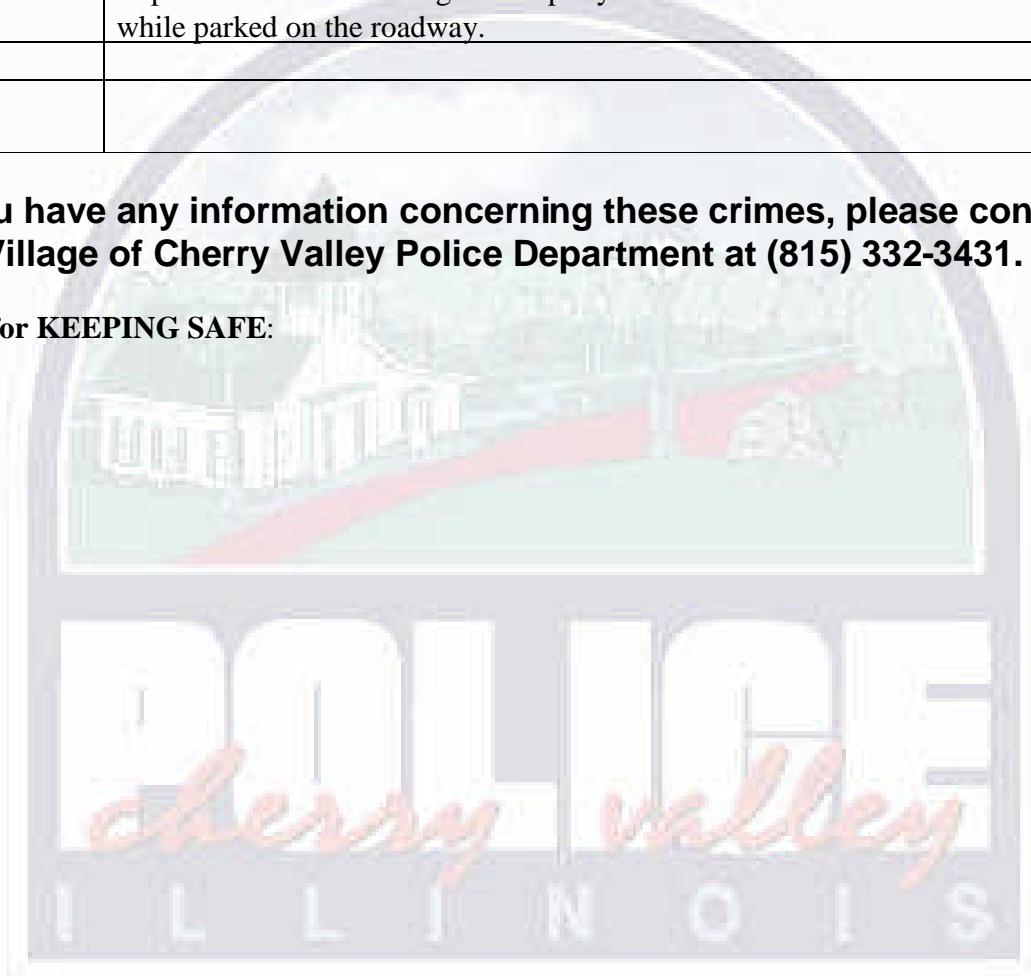 while parked on the roadway.
u have any information concerning these crimes, please con
Village of Cherry Valley Police Department at (815) 332-3431.
for KEEPING SAFE:
POLICE
cherry valley
ILLINOIS